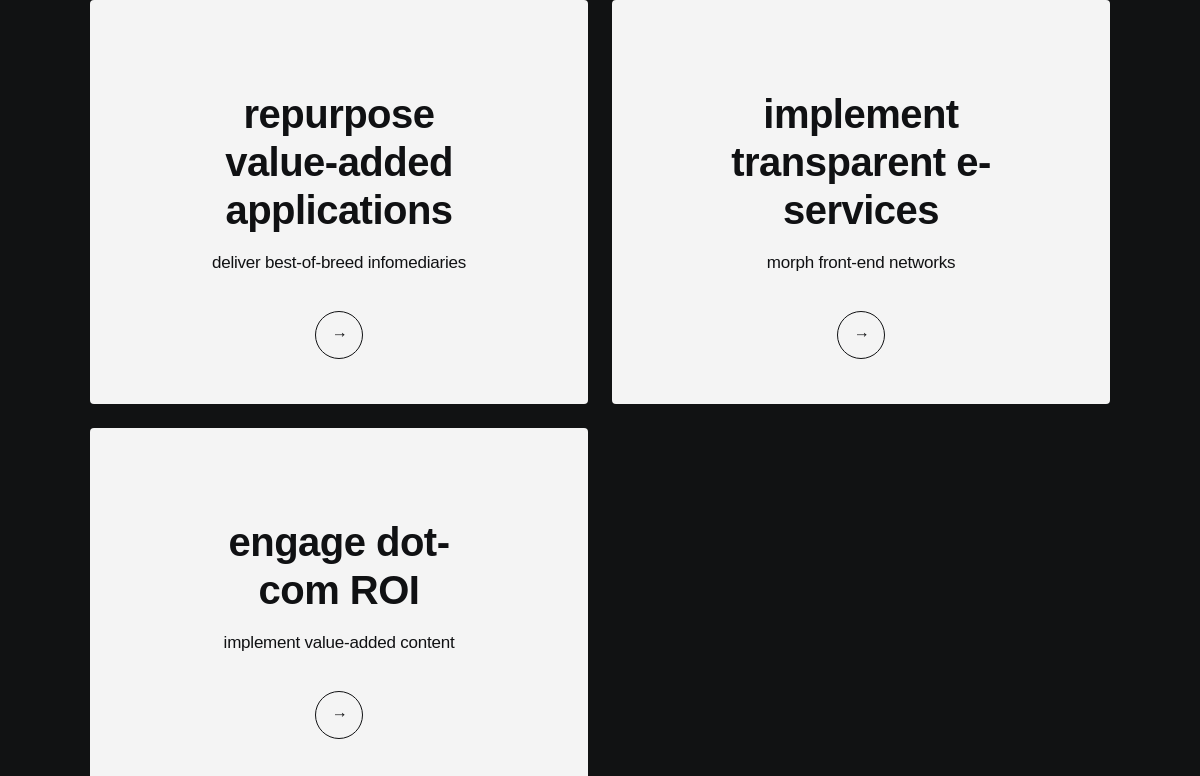 repurpose
value-added
applications
deliver best-of-breed infomediaries
→
implement
transparent e-
services
morph front-end networks
→
engage dot-
com ROI
implement value-added content
→